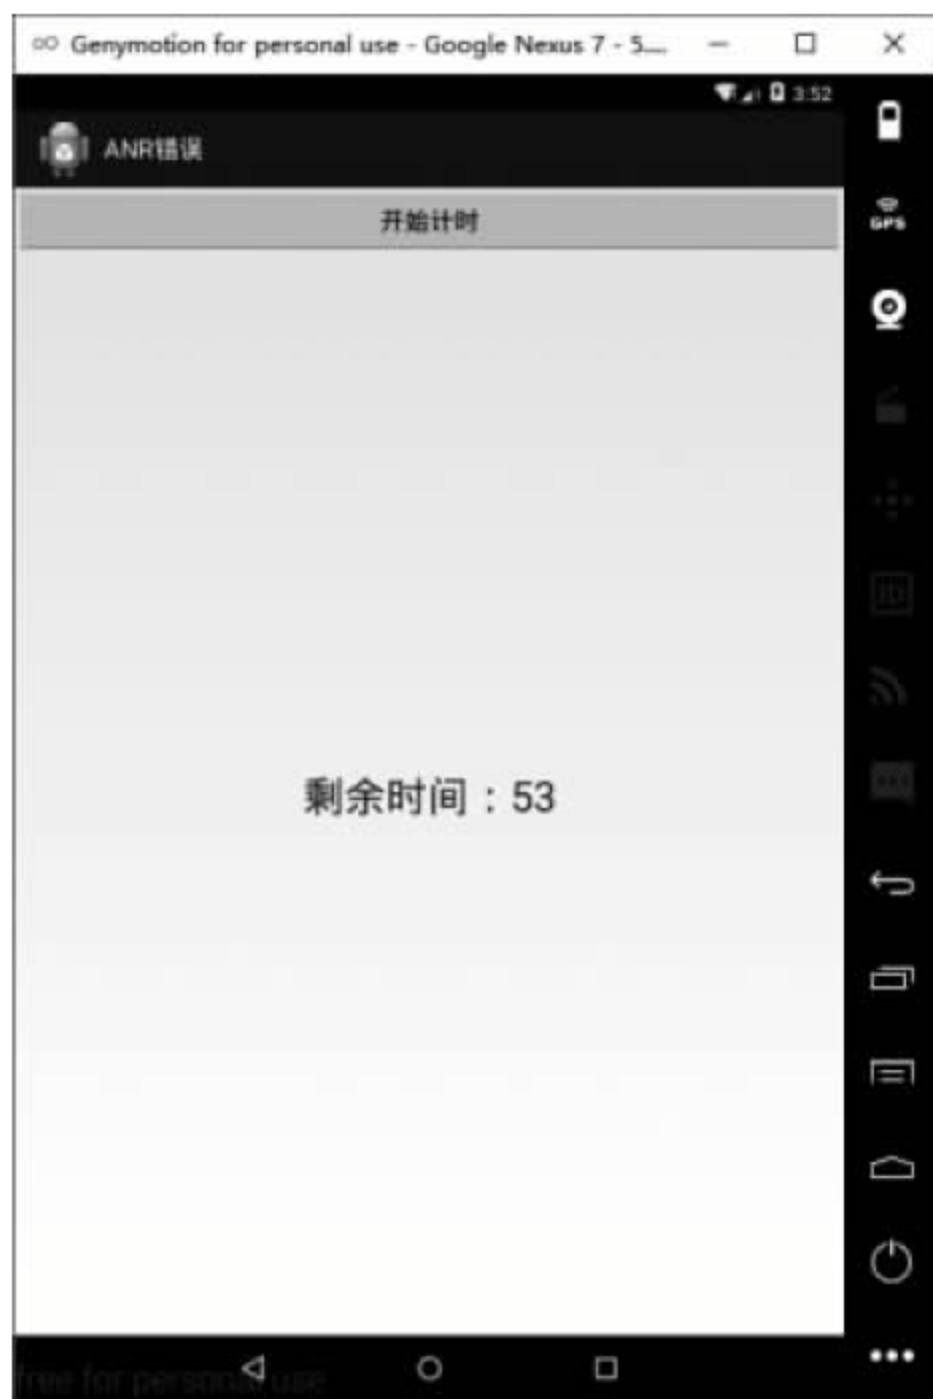 Genymotion for personal use - Google Nexus 7 - 5....
3:52
ANR错误
开始计时
GPS
剩余时间：53
free for personal use